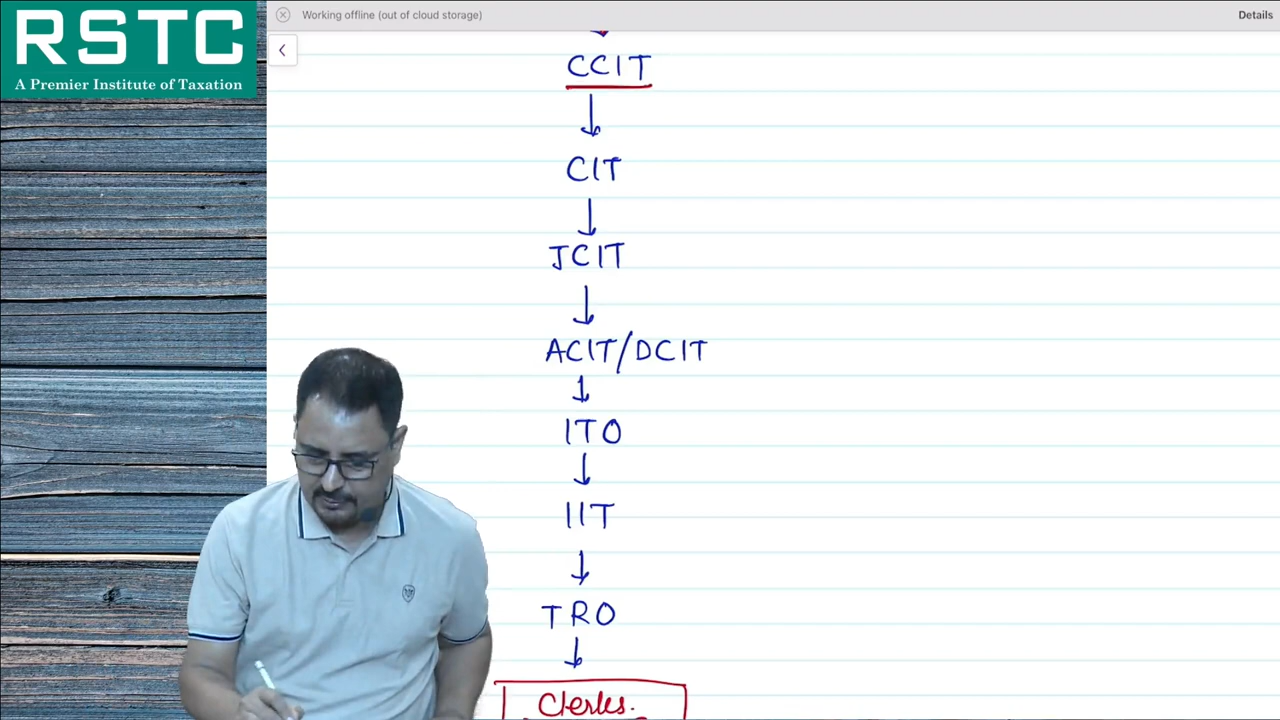 RSTC
A Premier Institute of Taxation
Working offline (out of cloud storage)
Details
CCIT
CIT
JCIT
ACIT/DCIT
ITO
IIT
TRO
Clerks.